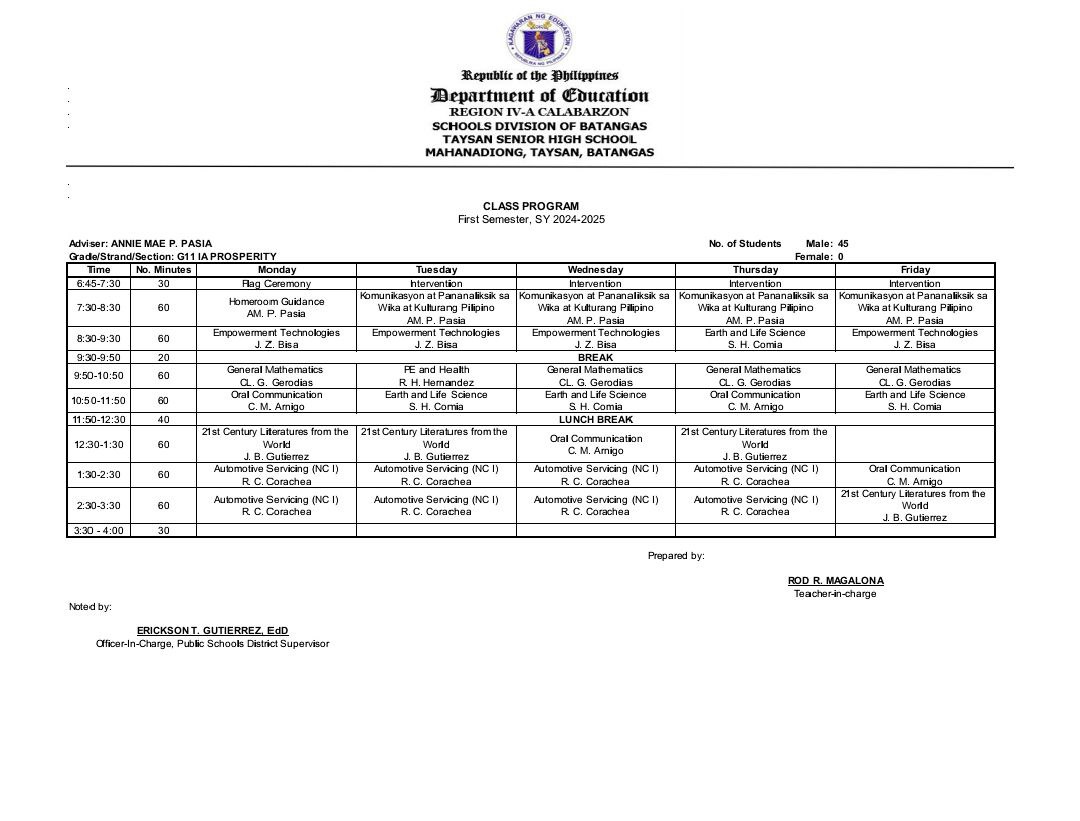 KAGAWARAN NG EDUKASYON
REPUBLIKA NG PILIPINAS
Republic of the Philippines
Department of Education
REGION IV-A CALABARZON
SCHOOLS DIVISION OF BATANGAS
TAYSAN SENIOR HIGH SCHOOL
MAHANADIONG, TAYSAN, BATANGAS
CLASS PROGRAM
First Semester, SY 2024-2025
Adviser: ANNIE MAE P. PASIA No. of Students Male: 45
Grade/Strand/Section: G11 IA PROSPERITY Female: 0
Time No. Minutes Monday Tuesday Wednesday Thursday Friday
6:45-7:30 30 Flag Ceremony Intervention Intervention Intervention Intervention
Komunikasyon at Pananaliksik sa Komunikasyon at Pananaliksik sa Komunikasyon at Pananaliksik sa Komunikasyon at Pananaliksik sa
7:30-8:30 60 Homeroom Guidance Wika at Kulturang Pilipino Wika at Kulturang Pilipino Wika at Kulturang Pilipino Wika at Kulturang Pilipino
AM. P. Pasia AM. P. Pasia AM. P. Pasia AM. P. Pasia AM. P. Pasia
8:30-9:30 60 Empowerment Technologies Empowerment Technologies Empowerment Technologies Earth and Life Science Empowerment Technologies
J. Z. Bisa J. Z. Bisa J. Z. Bisa S. H. Comia J. Z. Bisa
9:30-9:50 20 BREAK
9:50-10:50 60 General Mathematics PE and Health General Mathematics General Mathematics General Mathematics
CL. G. Gerodias R. H. Hernandez CL. G. Gerodias CL. G. Gerodias CL. G. Gerodias
10:50-11:50 60 Oral Communication Earth and Life Science Earth and Life Science Oral Communication Earth and Life Science
C. M. Arnigo S. H. Comia S. H. Comia C. M. Arnigo S. H. Comia
11:50-12:30 40 LUNCH BREAK
21st Century Literatures from the 21st Century Literatures from the 21st Century Literatures from the
12:30-1:30 60 World World Oral Communication World
J. B. Gutierrez J. B. Gutierrez C. M. Arnigo J. B. Gutierrez
1:30-2:30 60 Automotive Servicing (NC I) Automotive Servicing (NC I) Automotive Servicing (NC I) Automotive Servicing (NC I) Oral Communication
R. C. Corachea R. C. Corachea R. C. Corachea R. C. Corachea C. M. Arnigo
2:30-3:30 60 Automotive Servicing (NC I) Automotive Servicing (NC I) Automotive Servicing (NC I) Automotive Servicing (NC I) 21st Century Literatures from the
World
R. C. Corachea R. C. Corachea R. C. Corachea R. C. Corachea J. B. Gutierrez
3:30 - 4:00 30
Prepared by:
ROD R. MAGALONA
Teacher-in-charge
Noted by:
ERICKSON T. GUTIERREZ, EdD
Officer-In-Charge, Public Schools District Supervisor